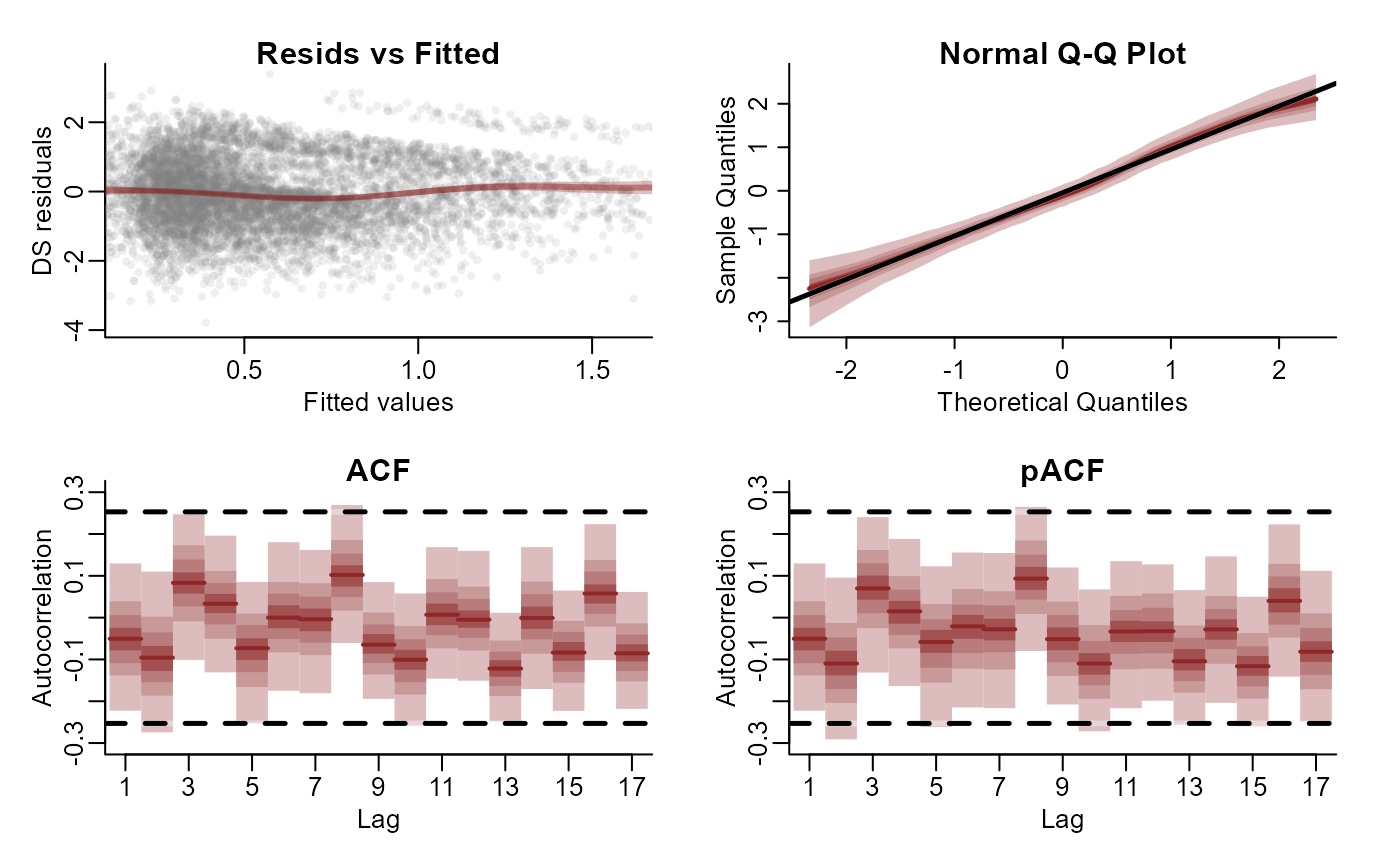 Resids vs Fitted
DS residuals
2
0
-2
-4
0.5 1.0 1.5
Fitted values
Normal Q-Q Plot
Sample Quantiles
2
1
0
-1
-3
-2 -1 0 1 2
Theoretical Quantiles
ACF
Autocorrelation
0.3
0.1
-0.1
-0.3
1 3 5 7 9 11 13 15 17
Lag
pACF
Autocorrelation
0.3
0.1
-0.1
-0.3
1 3 5 7 9 11 13 15 17
Lag